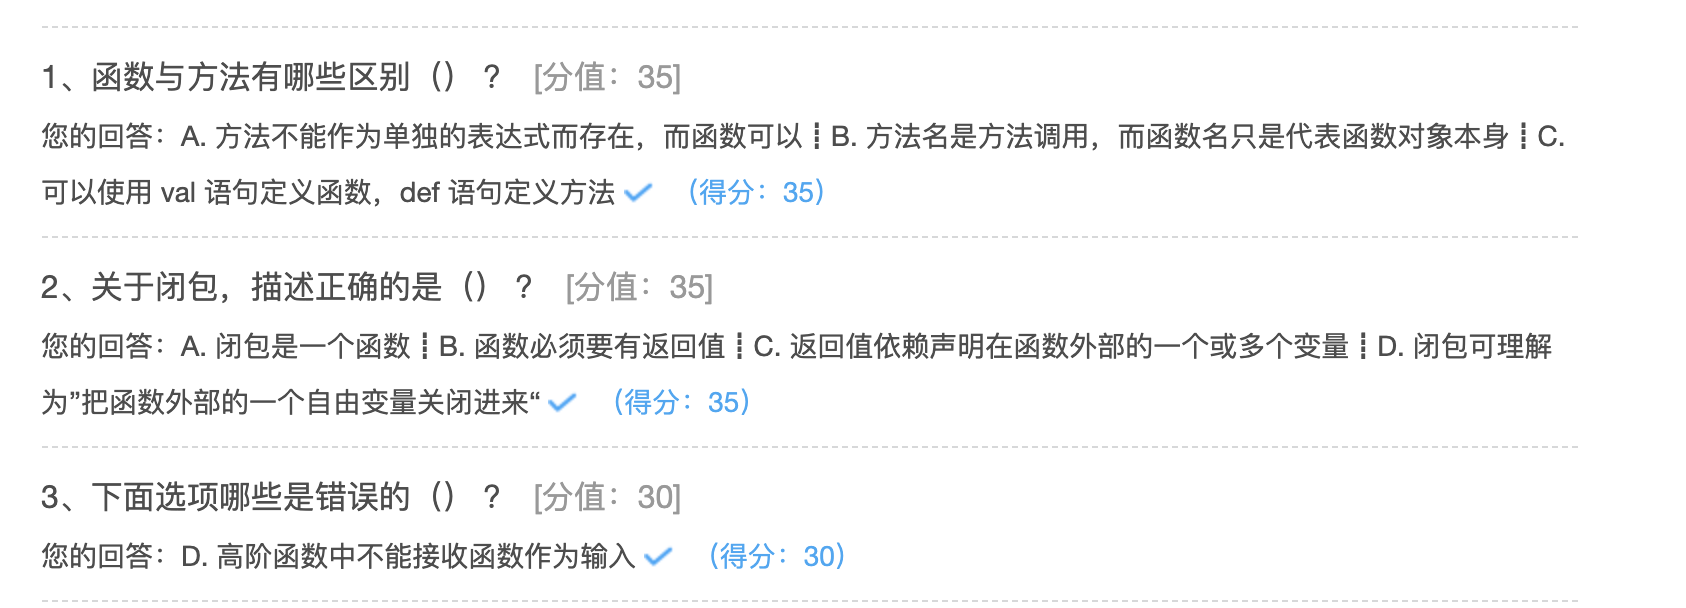 1、函数与方法有哪些区别（） ？ [分值：35]
您的回答：A. 方法不能作为单独的表达式而存在，而函数可以┋B. 方法名是方法调用，而函数名只是代表函数对象本身┋C.
可以使用 val 语句定义函数，def 语句定义方法 （得分：35）
2、关于闭包，描述正确的是（） ？ [分值：35]
您的回答：A. 闭包是一个函数┋B. 函数必须要有返回值┋C. 返回值依赖声明在函数外部的一个或多个变量┋D. 闭包可理解
为”把函数外部的一个自由变量关闭进来“ （得分：35）
3、下面选项哪些是错误的（） ？ [分值：30]
您的回答：D. 高阶函数中不能接收函数作为输入 （得分：30）